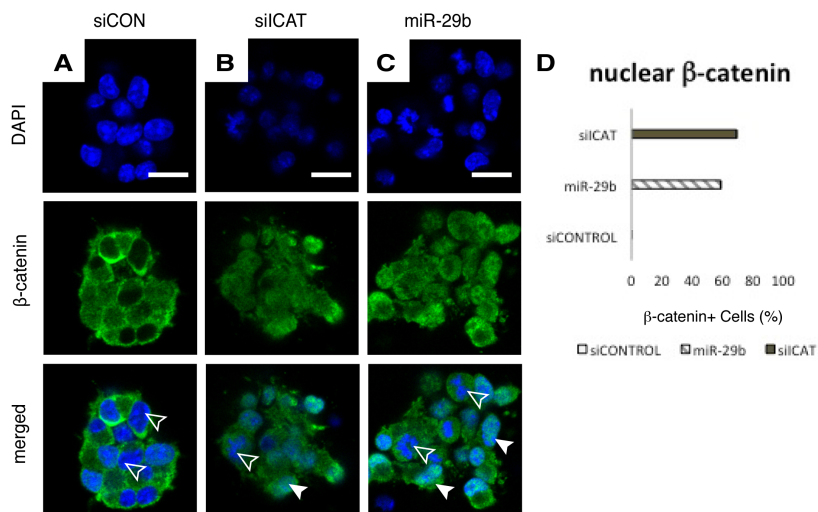 siCON siICAT miR-29b
A B C D
DAPI
β-catenin
merged
nuclear β-catenin
siICAT
miR-29b
siCONTROL
0 20 40 60 80 100
β-catenin+ Cells (%)
siCONTROL miR-29b siICAT